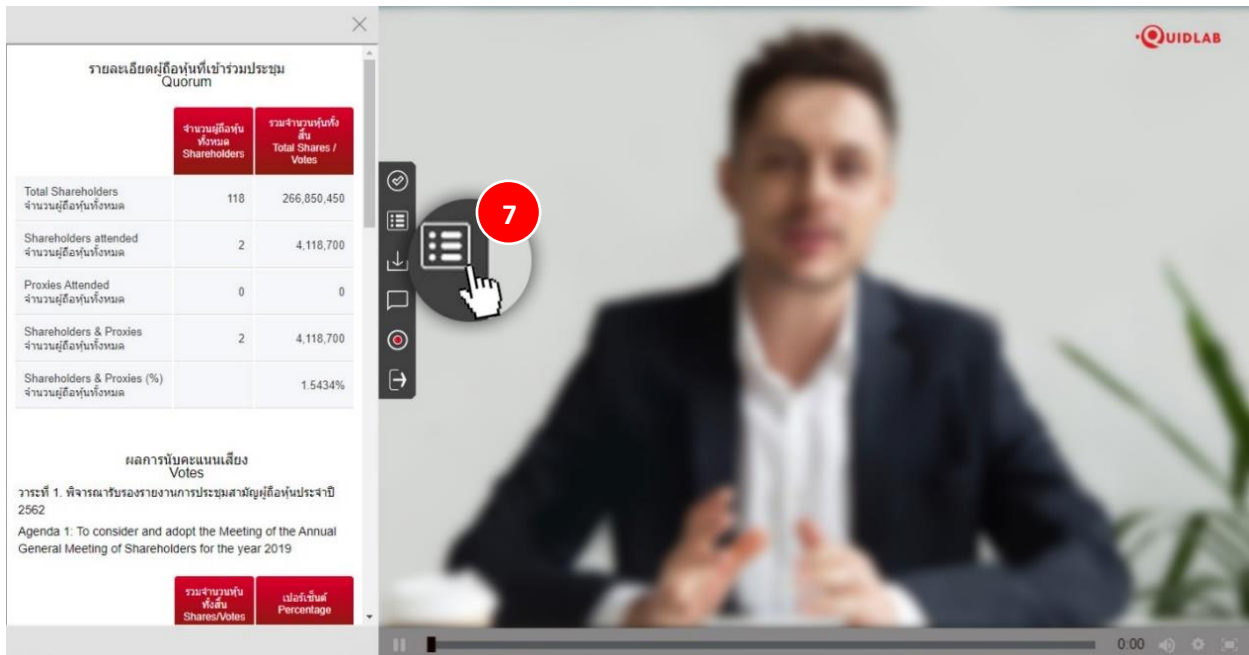 QUIDLAB
รายละเอียดผู้ถือหุ้นที่เข้าร่วมประชุม
Quorum
จำนวนผู้ถือหุ้น
ทั้งหมด
Shareholders
รวมจำนวนหุ้นทั้ง
สิ้น
Total Shares /
Votes
Total Shareholders
จำนวนผู้ถือหุ้นทั้งหมด
118
266,850,450
Shareholders attended
จำนวนผู้ถือหุ้นทั้งหมด
2
4,118,700
Proxies Attended
จำนวนผู้ถือหุ้นทั้งหมด
0
0
Shareholders & Proxies
จำนวนผู้ถือหุ้นทั้งหมด
2
4,118,700
Shareholders & Proxies (%)
จำนวนผู้ถือหุ้นทั้งหมด
1.5434%
7
ผลการนับคะแนนเสียง
Votes
วาระที่ 1. พิจารณารับรองรายงานการประชุมสามัญผู้ถือหุ้นประจำปี
2562
Agenda 1: To consider and adopt the Meeting of the Annual
General Meeting of Shareholders for the year 2019
รวมจำนวนหุ้น
ทั้งสิ้น
Shares/Votes
เปอร์เซ็นต์
Percentage
0:00